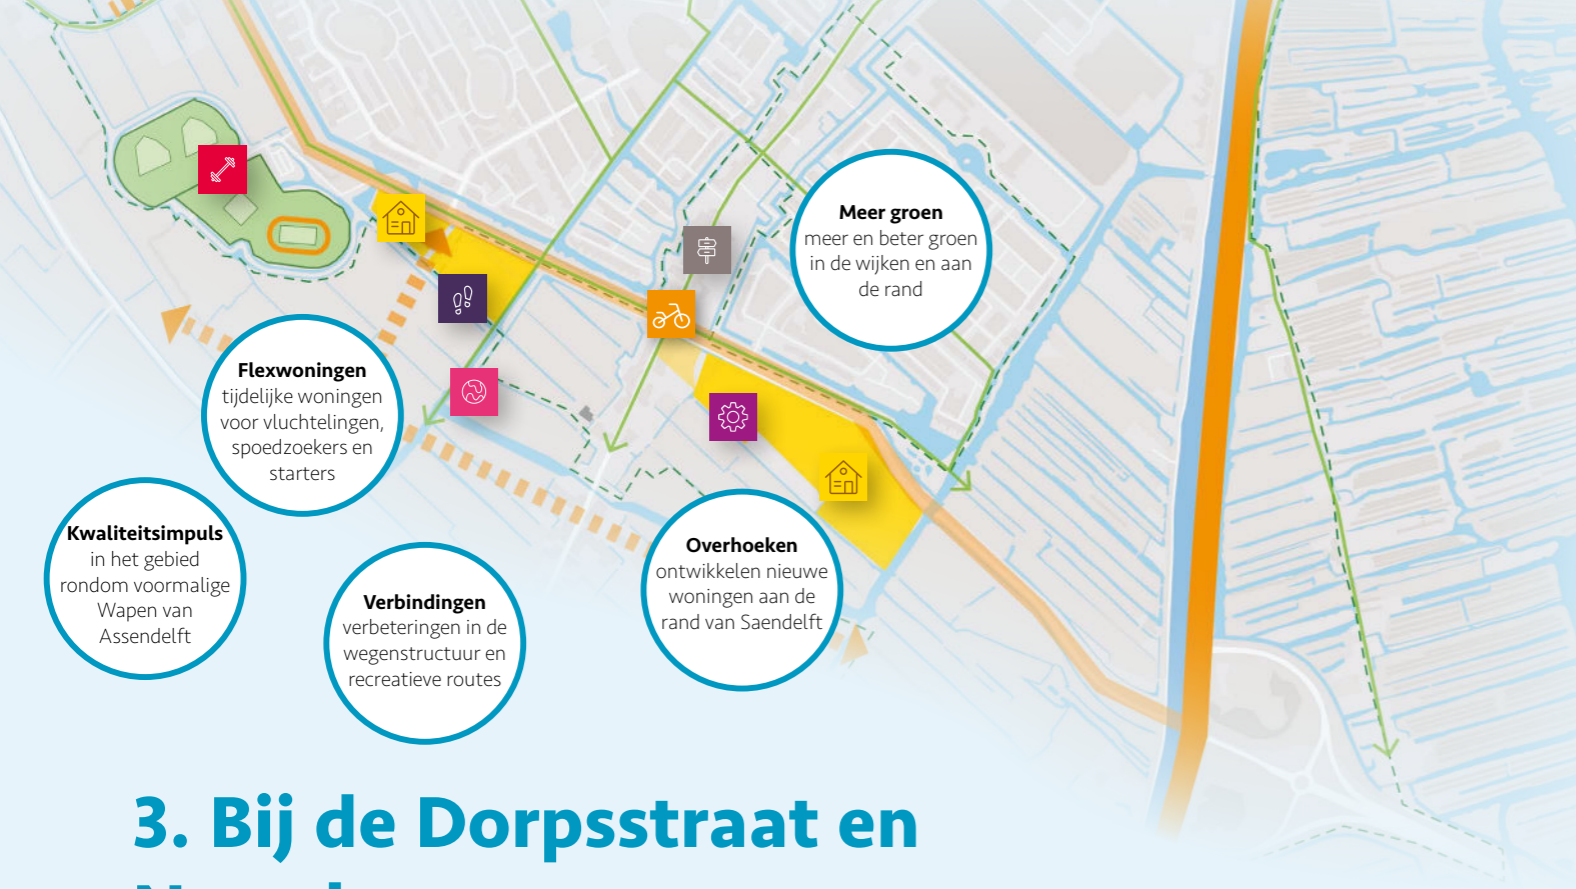 Meer groen
meer en beter groen
in de wijken en aan
de rand
Flexwoningen
tijdelijke woningen
voor vluchtelingen,
spoedzoekers en
starters
Kwaliteitsimpuls
in het gebied
rondom voormalige
Wapen van
Assendelft
Verbindingen
verbeteringen in de
wegenstructuur en
recreatieve routes
Overhoeken
ontwikkelen nieuwe
woningen aan de
rand van Saendelft
3. Bij de Dorpsstraat en